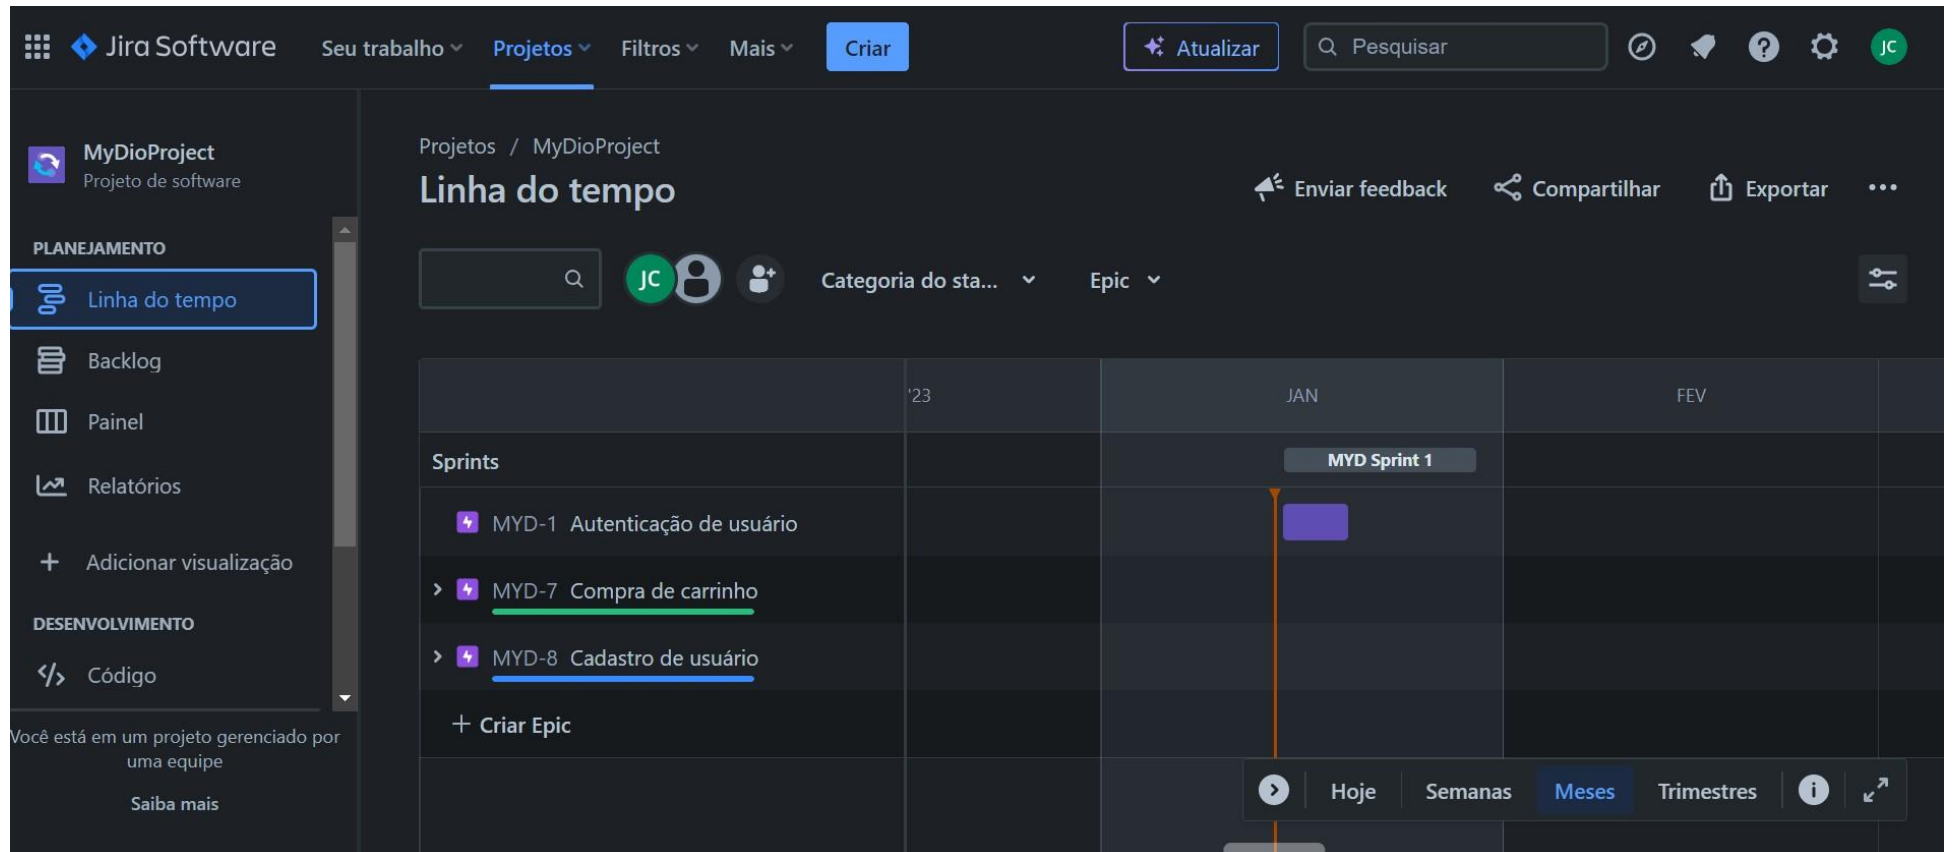 Jira Software Seu trabalho Projetos Filtros Mais Criar Atualizar Pesquisar JC
MyDioProject
Projeto de software
PLANEJAMENTO
Linha do tempo
Backlog
Painel
Relatórios
Adicionar visualização
DESENVOLVIMENTO
Código
Você está em um projeto gerenciado por
uma equipe
Saiba mais
Projetos / MyDioProject
Linha do tempo
Enviar feedback Compartilhar Exportar
JC Categoria do sta... Epic
'23 JAN FEV
Sprints MYD Sprint 1
MYD-1 Autenticação de usuário
MYD-7 Compra de carrinho
MYD-8 Cadastro de usuário
+ Criar Epic
Hoje Semanas Meses Trimestres